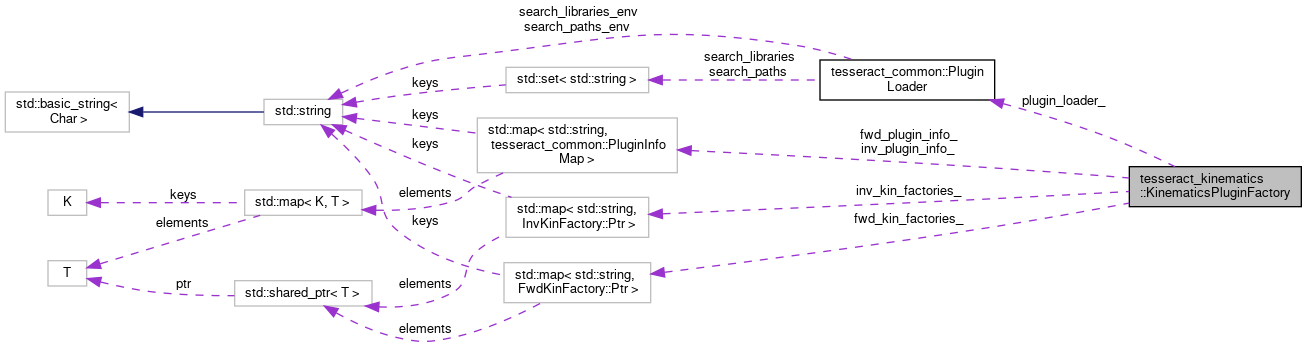 search_libraries_env
search_paths_env
search_libraries
search_paths
tesseract_common::Plugin
Loader
plugin_loader_
std::set< std::string >
keys
std::basic_string<
Char >
std::string
keys
std::map< std::string,
tesseract_common::PluginInfo
Map >
keys
fwd_plugin_info_
inv_plugin_info_
tesseract_kinematics
::KinematicsPluginFactory
K
keys
std::map< K, T >
elements
elements
keys
std::map< std::string,
InvKinFactory::Ptr >
inv_kin_factories_
fwd_kin_factories_
T
ptr
std::shared_ptr< T >
elements
std::map< std::string,
FwdKinFactory::Ptr >
elements